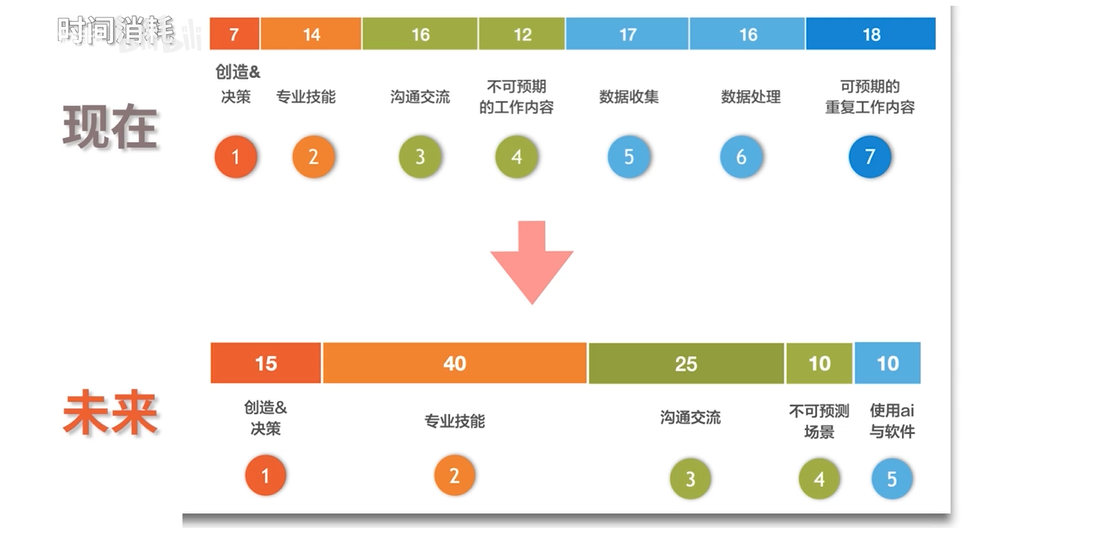 时间消耗
bilibili
7 14 16 12 17 16 18
创造&
决策
专业技能
沟通交流
不可预期
的工作内容
数据收集
数据处理
可预期的
重复工作内容
现在
1 2 3 4 5 6 7
15 40 25 10 10
创造&
决策
专业技能
沟通交流
不可预测
场景
使用ai
与软件
未来
1 2 3 4 5